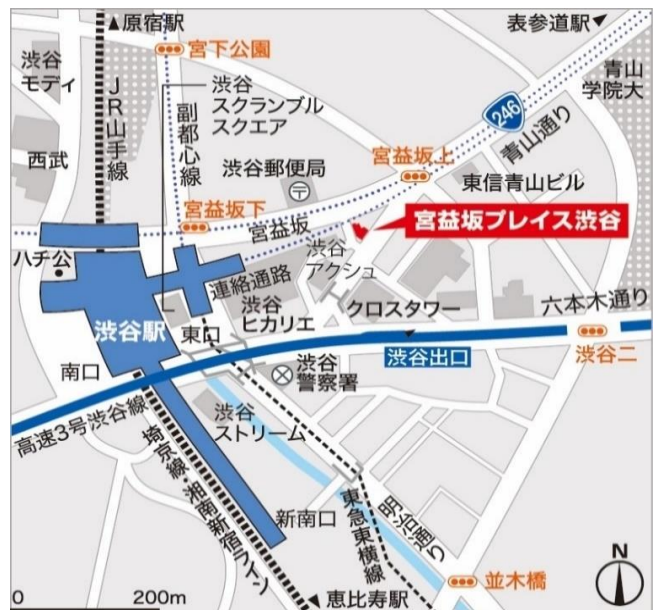 ▲原宿駅
表参道駅
宮下公園
渋谷
モディ
JR山手線
渋谷
スクランブル
スクエア
副都心線
246
青山
学院大
青山通り
西武
渋谷郵便局
宮益坂上
東信青山ビル
宮益坂下
宮益坂
宮益坂プレイス渋谷
ハチ公
連絡通路
渋谷
アクシュ
渋谷駅
東口
渋谷
ヒカリエ
クロスタワー
六本木通り
渋谷出口
渋谷二
南口
渋谷
警察署
高速3号渋谷線
渋谷
ストリーム
埼京線・湘南新宿ライン
新南口
東急東横線
明治通り
並木橋
N
0 200m
恵比寿駅